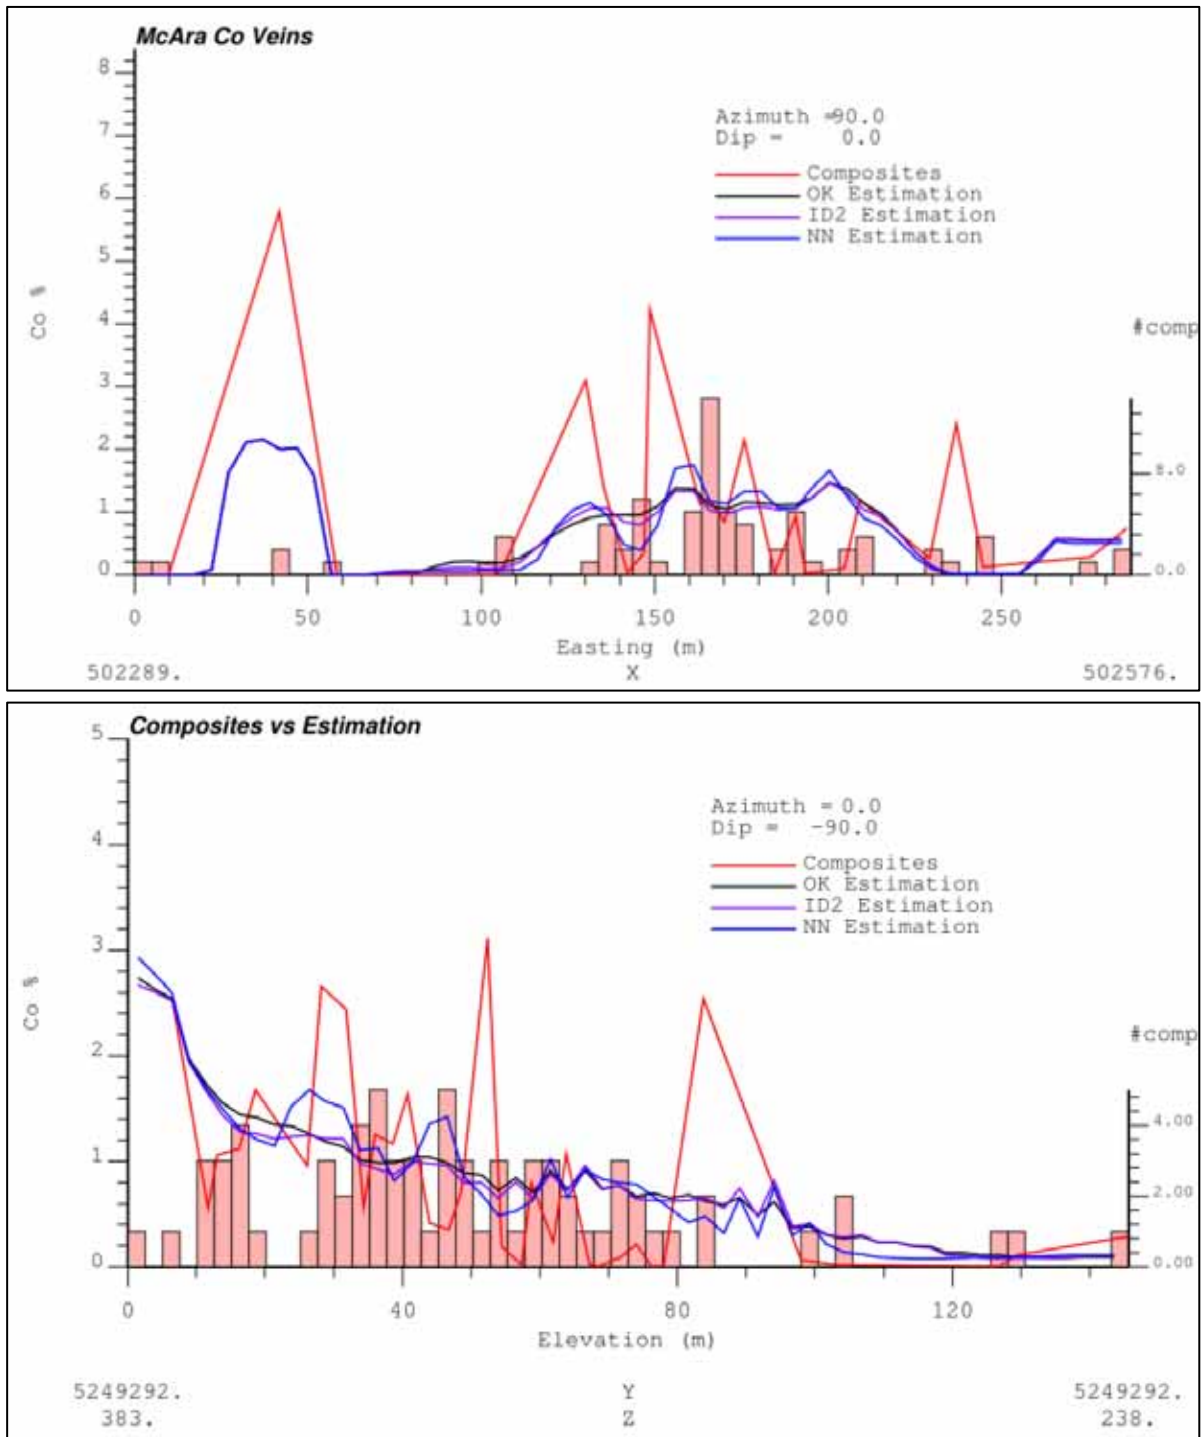 McAra Co Veins
8
7
6
5
4
3
2
1
0
Co %
Azimuth =90.0
Dip = 0.0
Composites
OK Estimation
ID2 Estimation
NN Estimation
#comp
8.0
0.0
0 50 100 150 200 250
Easting (m)
502289. X 502576.
Composites vs Estimation
5
4
3
2
1
0
Co %
Azimuth = 0.0
Dip = -90.0
Composites
OK Estimation
ID2 Estimation
NN Estimation
#comp
4.00
2.00
0.00
0 40 80 120
Elevation (m)
5249292. Y 5249292.
383. Z 238.